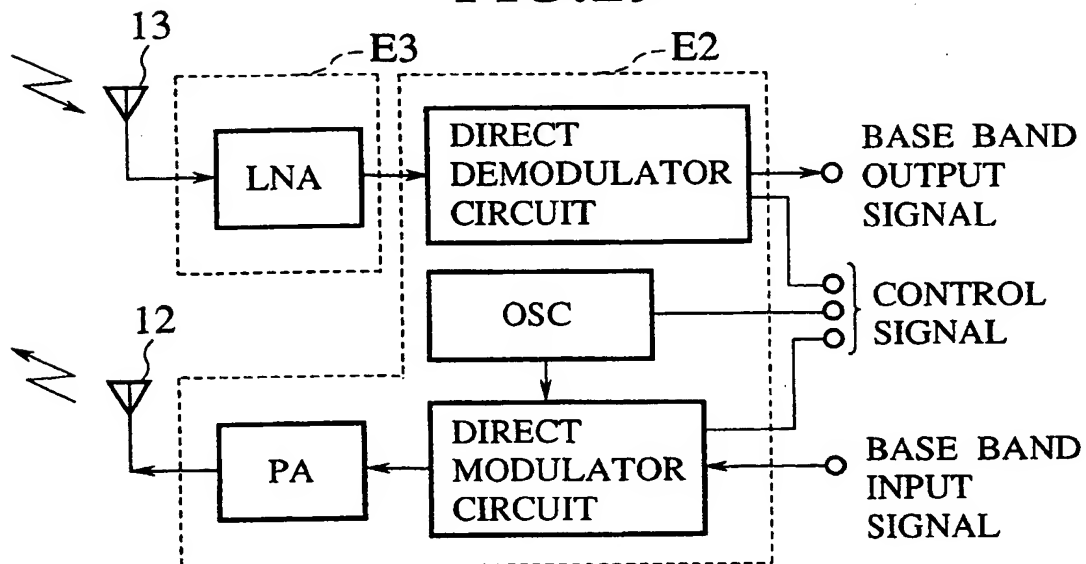 13
E3
E2
LNA
DIRECT
DEMODULATOR
CIRCUIT
BASE BAND
OUTPUT
SIGNAL
OSC
CONTROL
SIGNAL
12
PA
DIRECT
MODULATOR
CIRCUIT
BASE BAND
INPUT
SIGNAL